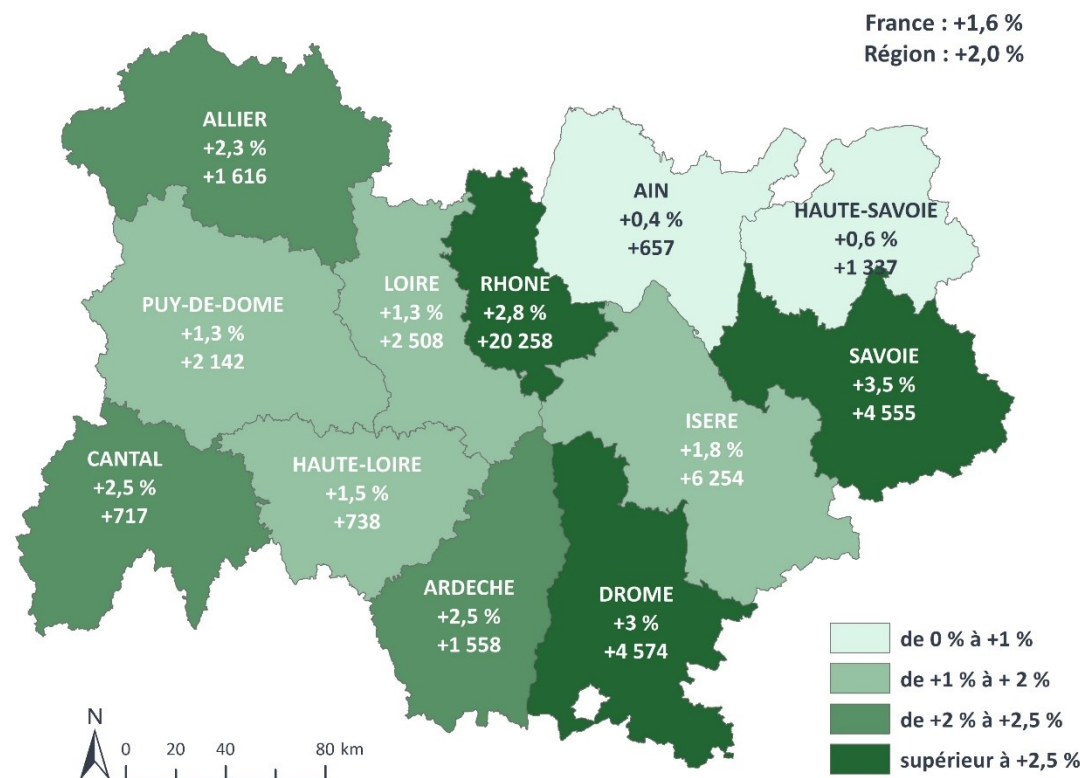 France : +1,6 %
Région : +2,0 %
ALLIER
+2,3 %
+1 616
AIN
+0,4 %
+657
HAUTE-SAVOIE
+0,6 %
+1 337
PUY-DE-DOME
+1,3 %
+2 142
LOIRE
+1,3 %
+2 508
RHONE
+2,8 %
+20 258
SAVOIE
+3,5 %
+4 555
ISERE
+1,8 %
+6 254
CANTAL
+2,5 %
+717
HAUTE-LOIRE
+1,5 %
+738
ARDECHE
+2,5 %
+1 558
DROME
+3 %
+4 574
de 0 % à +1 %
de +1 % à + 2 %
de +2 % à +2,5 %
supérieur à +2,5 %
N
0 20 40 80 km